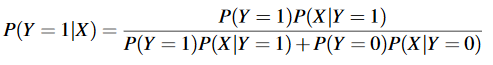 P(Y = 1|X) = P(Y = 1)P(X|Y = 1)
P(Y = 1)P(X|Y = 1) + P(Y = 0)P(X|Y = 0)